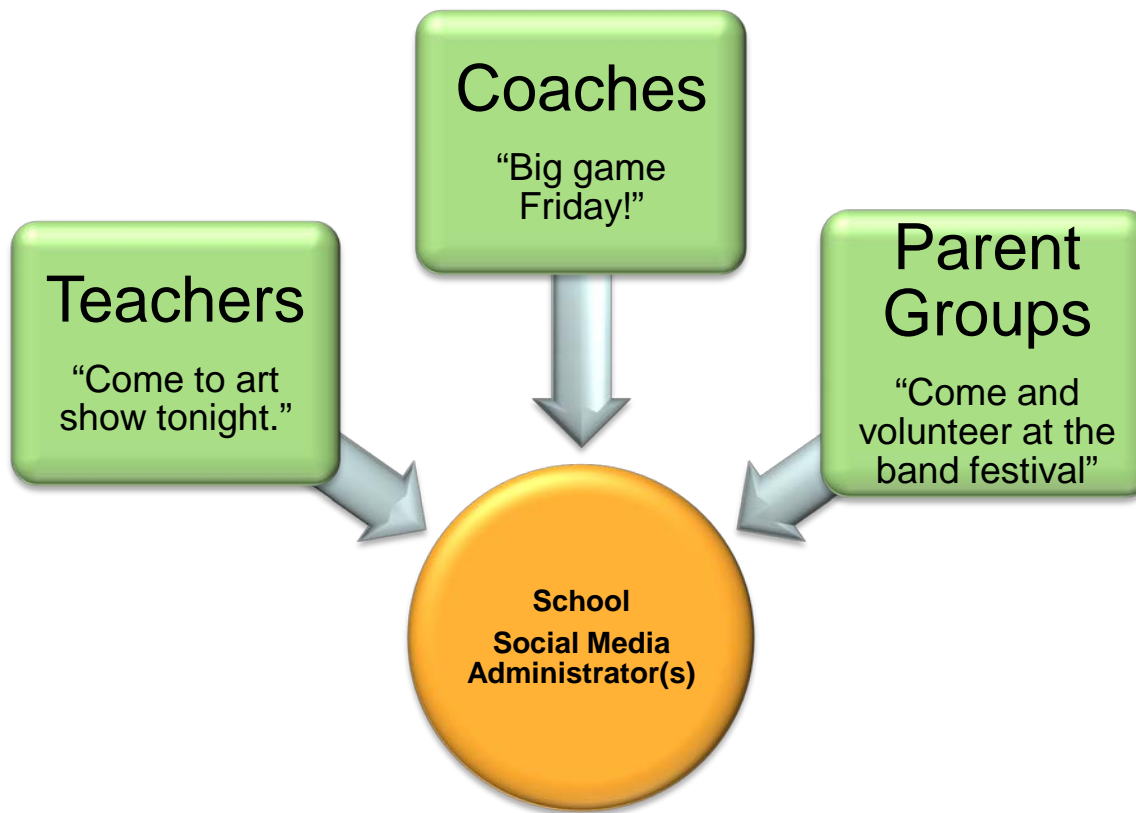 Coaches
“Big game
Friday!”
Teachers
“Come to art
show tonight.”
Parent
Groups
“Come and
volunteer at the
band festival”
School
Social Media
Administrator(s)